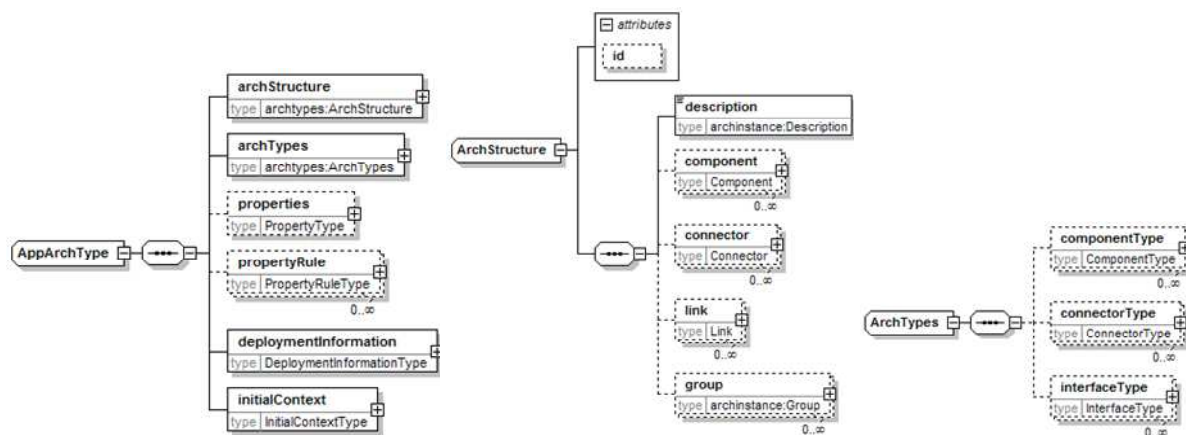 AppArchType
archStructure
type archtypes:ArchStructure
archTypes
type archtypes:ArchTypes
properties
type PropertyType
propertyRule
type PropertyRuleType
0..∞
deploymentInformation
type DeploymentInformationType
initialContext
type InitialContextType
ArchStructure
attributes
id
description
type archinstance:Description
component
type Component
0..∞
connector
type Connector
0..∞
link
type Link
0..∞
group
type archinstance:Group
0..∞
ArchTypes
componentType
type ComponentType
0..∞
connectorType
type ConnectorType
0..∞
interfaceType
type InterfaceType
0..∞